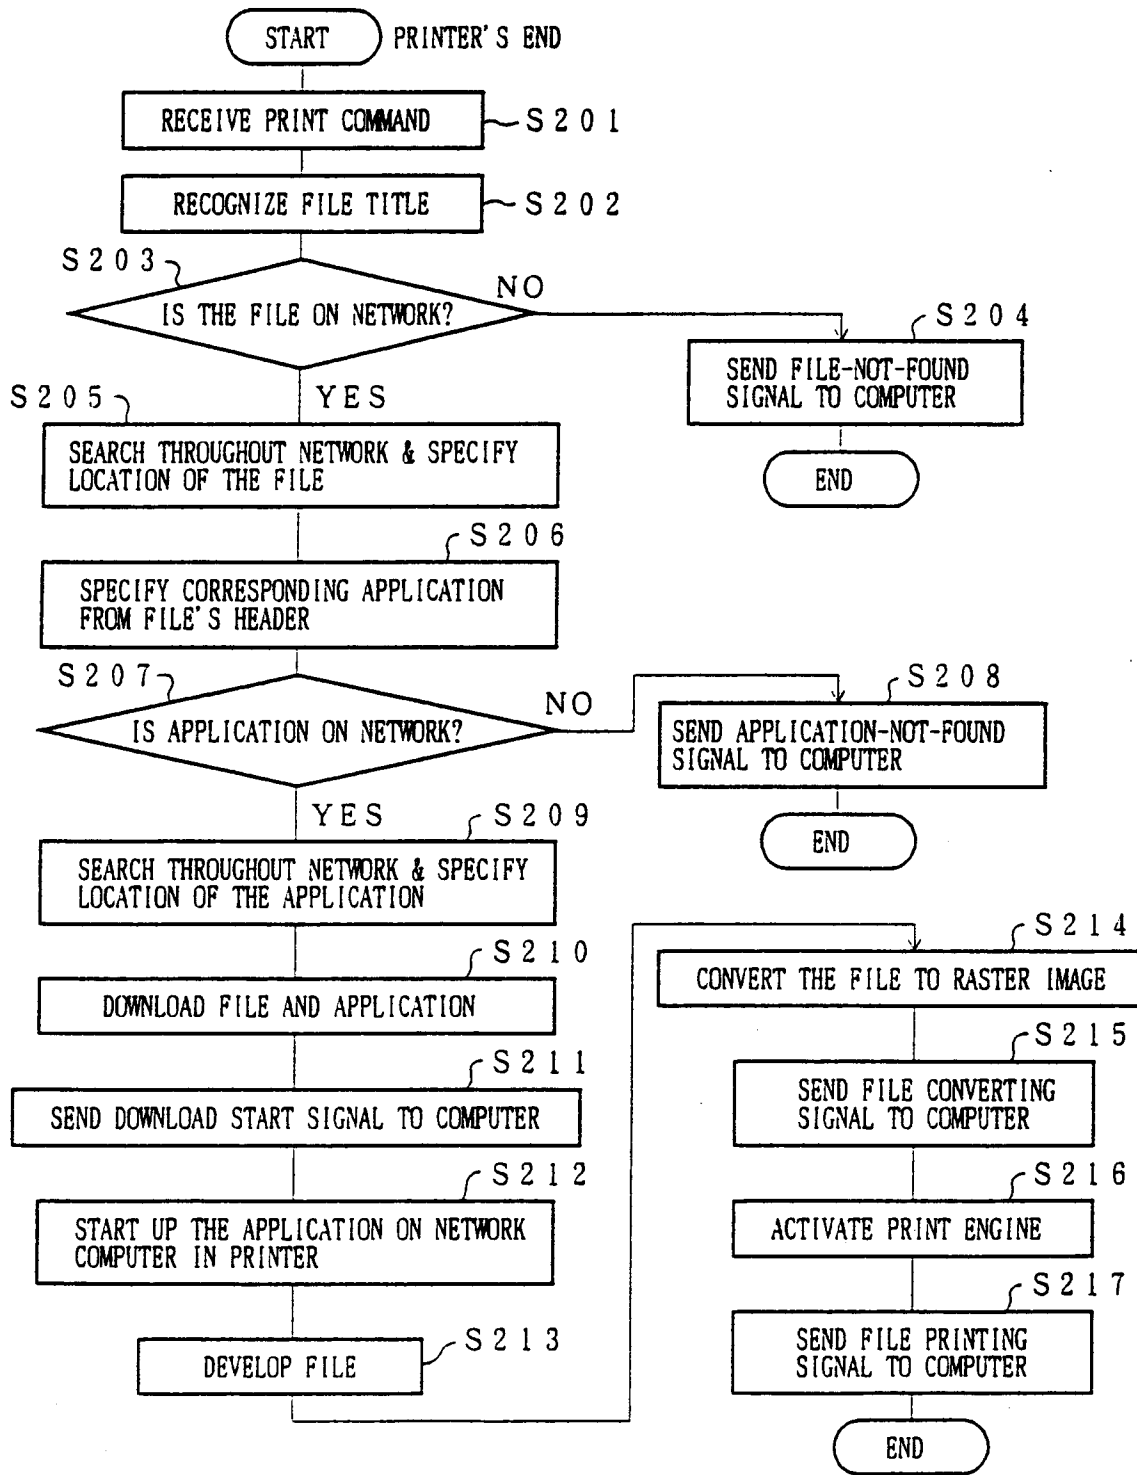 START PRINTER'S END
RECEIVE PRINT COMMAND
S201
RECOGNIZE FILE TITLE
S202
S203
IS THE FILE ON NETWORK?
NO
YES
S204
SEND FILE-NOT-FOUND
SIGNAL TO COMPUTER
END
S205
SEARCH THROUGHOUT NETWORK & SPECIFY
LOCATION OF THE FILE
S206
SPECIFY CORRESPONDING APPLICATION
FROM FILE'S HEADER
S207
IS APPLICATION ON NETWORK?
NO
YES
S208
SEND APPLICATION-NOT-FOUND
SIGNAL TO COMPUTER
END
S209
SEARCH THROUGHOUT NETWORK & SPECIFY
LOCATION OF THE APPLICATION
S210
DOWNLOAD FILE AND APPLICATION
S211
SEND DOWNLOAD START SIGNAL TO COMPUTER
S212
START UP THE APPLICATION ON NETWORK
COMPUTER IN PRINTER
S213
DEVELOP FILE
S214
CONVERT THE FILE TO RASTER IMAGE
S215
SEND FILE CONVERTING
SIGNAL TO COMPUTER
S216
ACTIVATE PRINT ENGINE
S217
SEND FILE PRINTING
SIGNAL TO COMPUTER
END